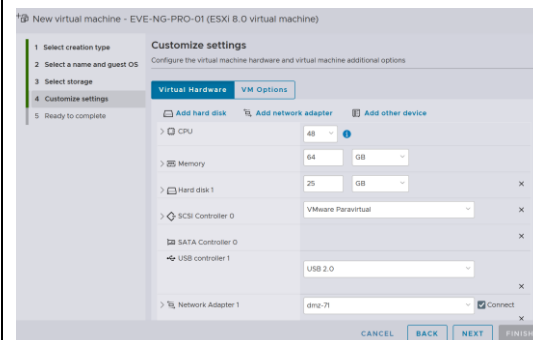 New virtual machine - EVE-NG-PRO-01 (ESXi 8.0 virtual machine)
1 Select creation type
2 Select a name and guest OS
3 Select storage
4 Customize settings
5 Ready to complete
Customize settings
Configure the virtual machine hardware and virtual machine additional options
Virtual Hardware VM Options
Add hard disk Add network adapter Add other device
CPU 48
Memory 64 GB
Hard disk 1 25 GB
SCSI Controller 0 VMware Paravirtual
SATA Controller 0
USB controller 1
USB 2.0
Network Adapter 1 dmz-71 Connect
CANCEL BACK NEXT FINISH